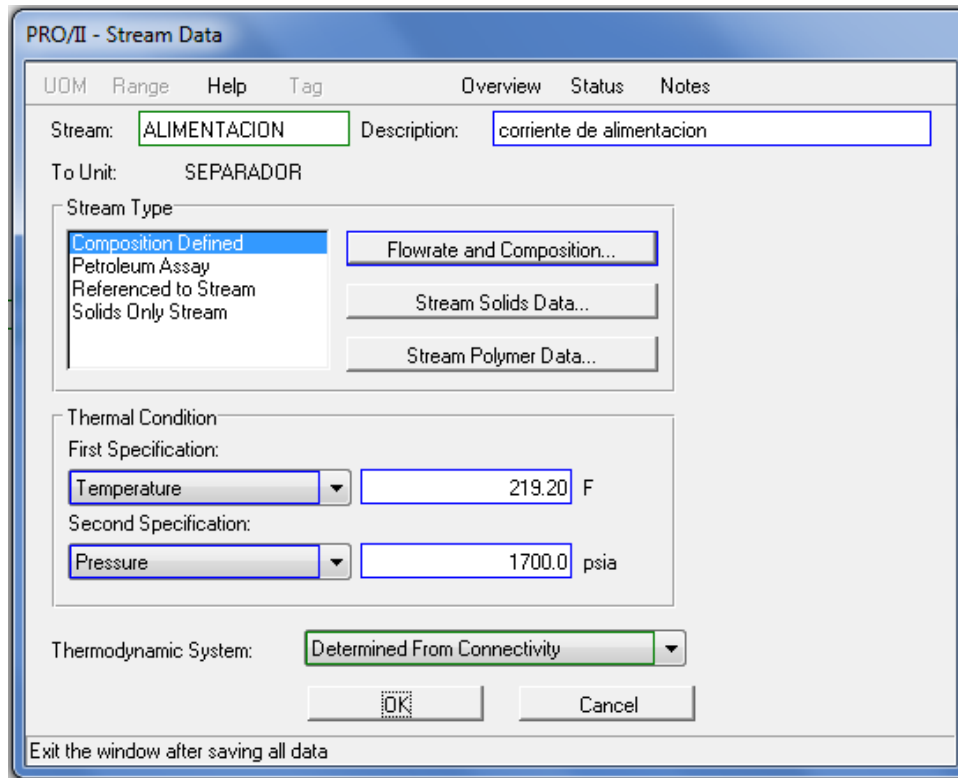 PRO/II - Stream Data
UOM Range Help Tag Overview Status Notes
Stream: ALIMENTACION Description: corriente de alimentacion
To Unit: SEPARADOR
Stream Type
Composition Defined
Petroleum Assay
Referenced to Stream
Solids Only Stream
Flowrate and Composition...
Stream Solids Data...
Stream Polymer Data...
Thermal Condition
First Specification:
Temperature 219.20 F
Second Specification:
Pressure 1700.0 psia
Thermodynamic System: Determined From Connectivity
OK Cancel
Exit the window after saving all data